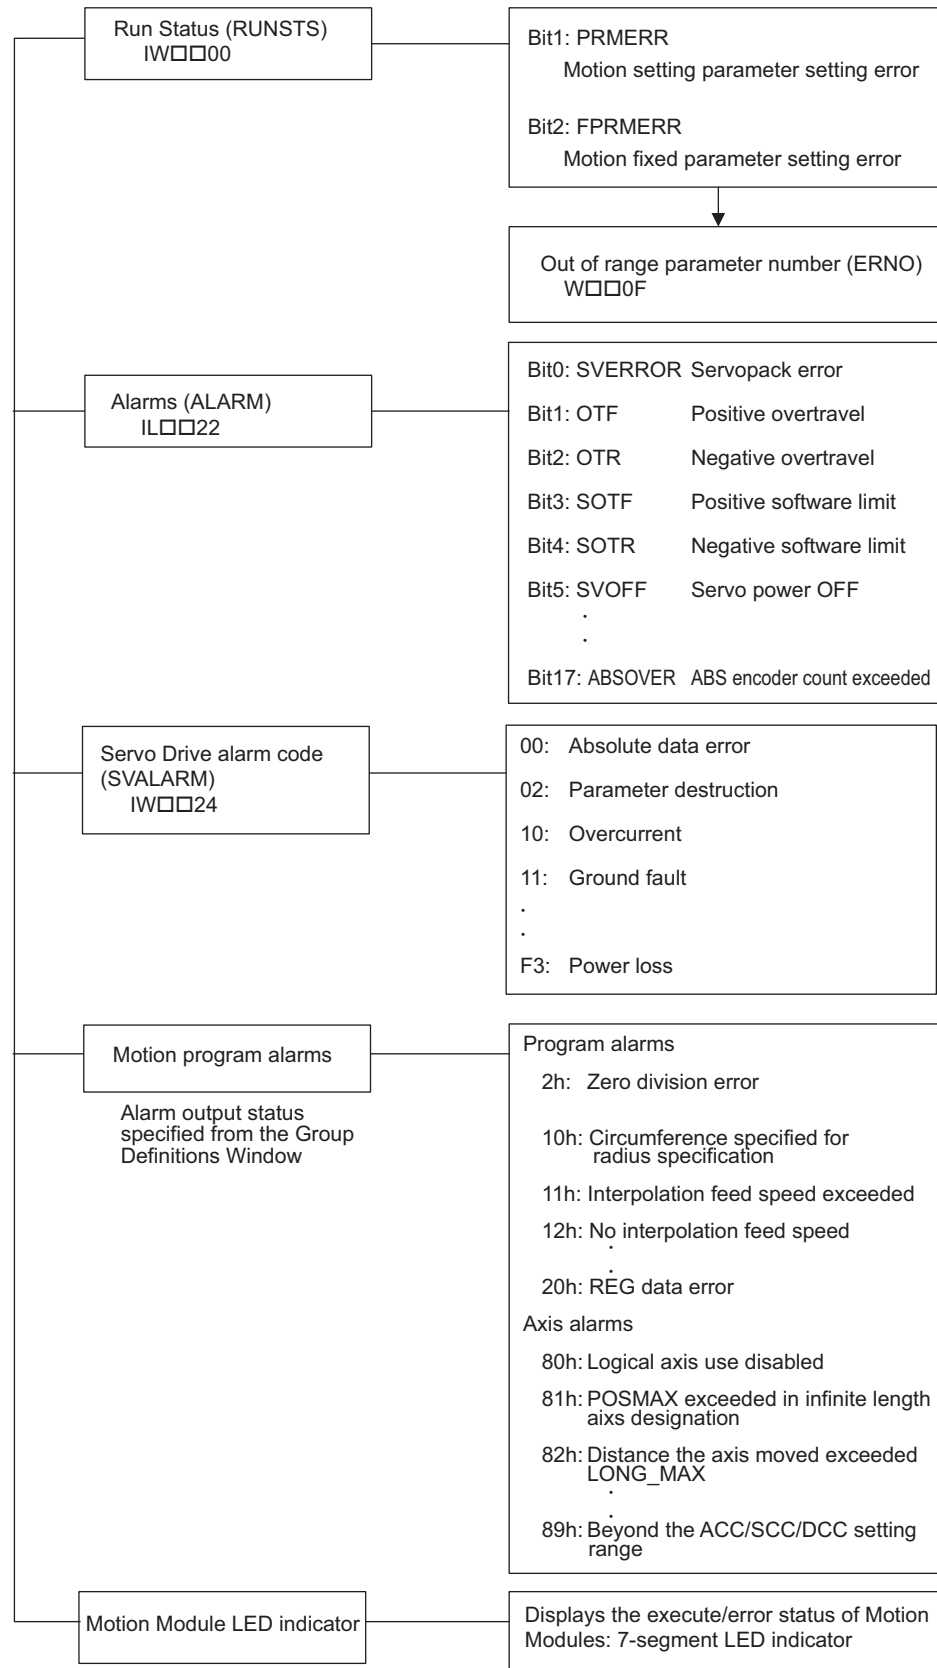 Run Status (RUNSTS)
IW□□00
Bit1: PRMERR
Motion setting parameter setting error
Bit2: FPRMERR
Motion fixed parameter setting error
Out of range parameter number (ERNO)
W□□0F
Alarms (ALARM)
IL□□22
Bit0: SVERROR Servopack error
Bit1: OTF Positive overtravel
Bit2: OTR Negative overtravel
Bit3: SOTF Positive software limit
Bit4: SOTR Negative software limit
Bit5: SVOFF Servo power OFF
.
.
Bit17: ABSOVER ABS encoder count exceeded
Servo Drive alarm code
(SVALARM)
IW□□24
00: Absolute data error
02: Parameter destruction
10: Overcurrent
11: Ground fault
.
.
F3: Power loss
Motion program alarms
Alarm output status
specified from the Group
Definitions Window
Program alarms
2h: Zero division error
10h: Circumference specified for
radius specification
11h: Interpolation feed speed exceeded
12h: No interpolation feed speed
.
.
20h: REG data error
Axis alarms
80h: Logical axis use disabled
81h: POSMAX exceeded in infinite length
aixs designation
82h: Distance the axis moved exceeded
LONG_MAX
.
.
89h: Beyond the ACC/SCC/DCC setting
range
Motion Module LED indicator
Displays the execute/error status of Motion
Modules: 7-segment LED indicator